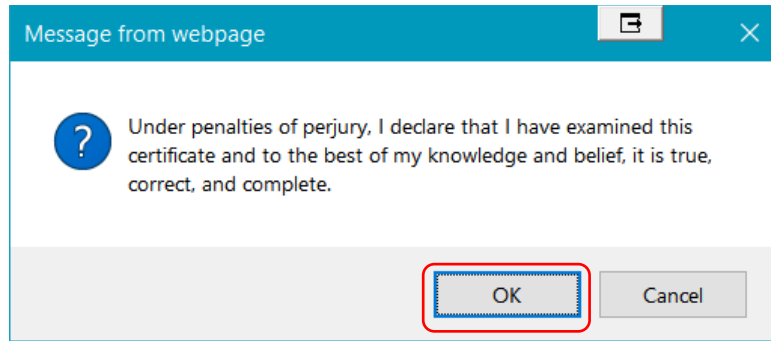 Message from webpage
Under penalties of perjury, I declare that I have examined this
certificate and to the best of my knowledge and belief, it is true,
correct, and complete.
OK
Cancel